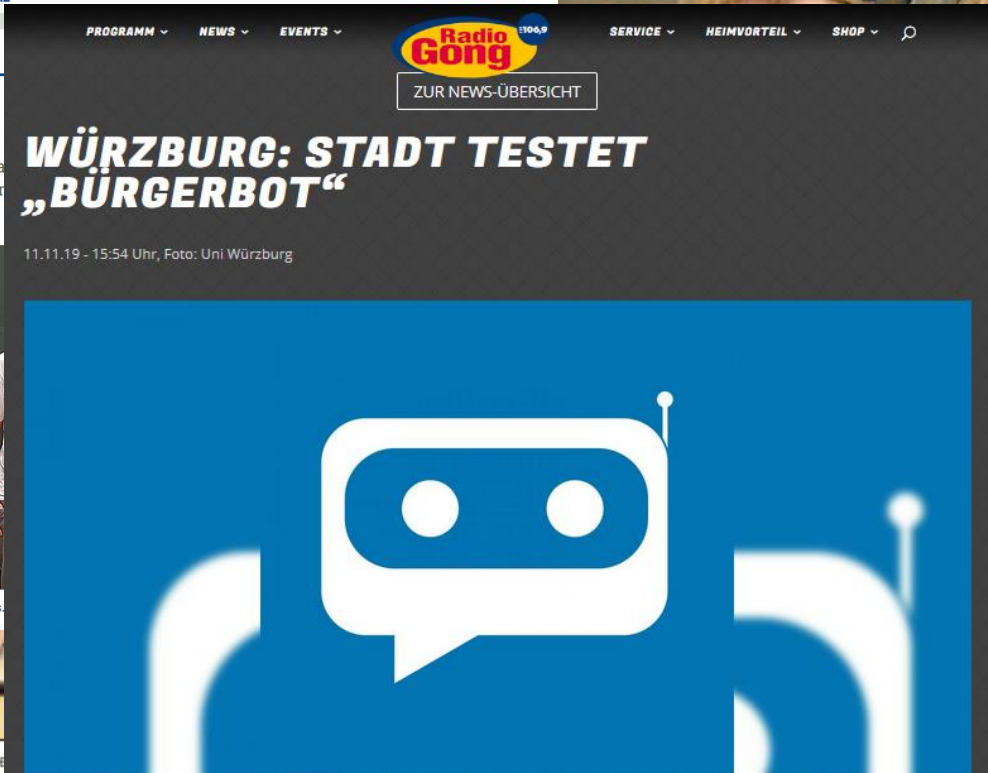 PROGRAMM NEWS EVENTS Radio Gong 106,9 SERVICE HEIMVORTEIL SHOP
ZUR NEWS-ÜBERSICHT
WÜRZBURG: STADT TESTET
„BÜRGERBOT“
11.11.19 - 15:54 Uhr, Foto: Uni Würzburg